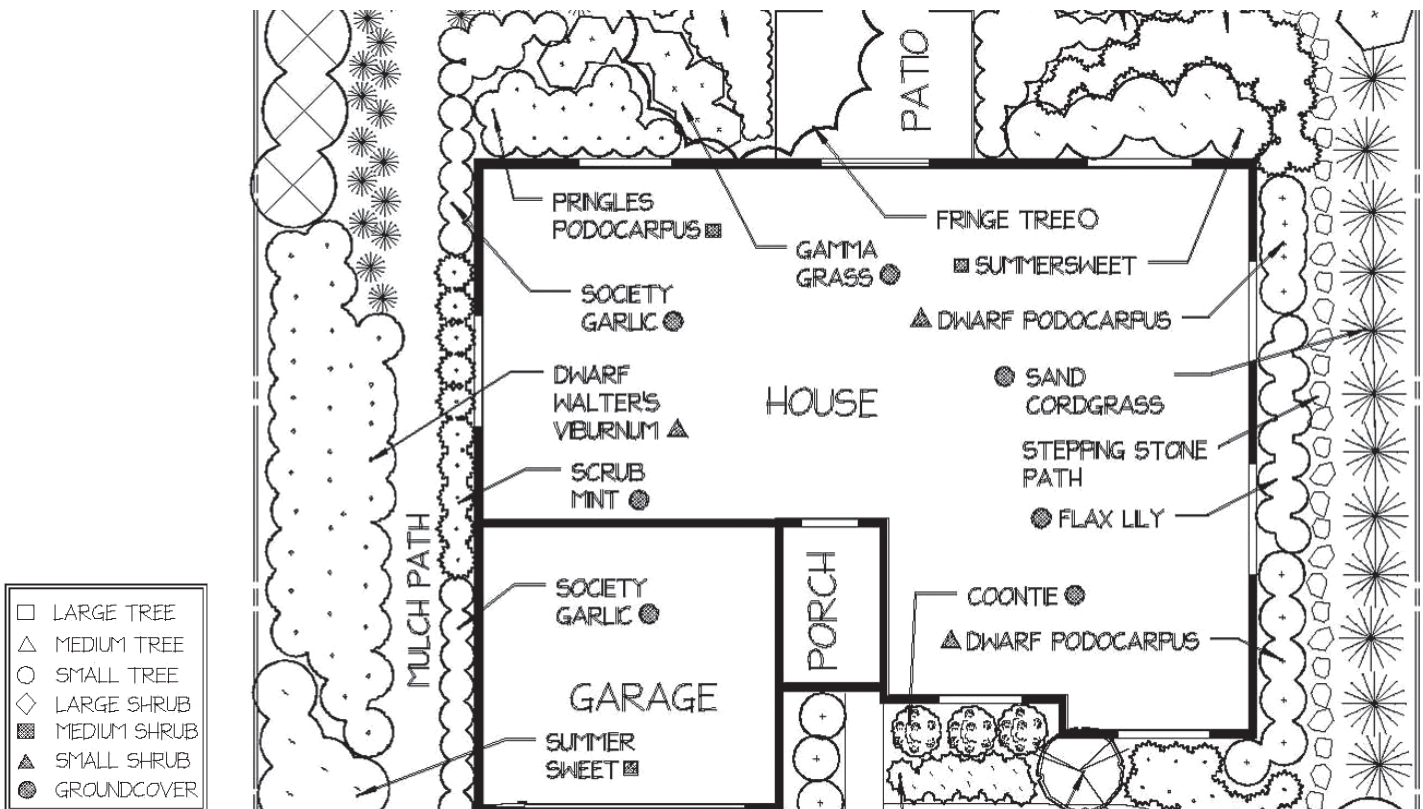 PATIO
PRINGLES
PODOCARPUS
FRINGE TREE
GAMMA
GRASS
SUMMERSWEET
SOCIETY
GARLIC
DWARF PODOCARPUS
DWARF
WALTER'S
VIBURNUM
HOUSE
SAND
CORDGRASS
STEPPING STONE
PATH
SCRUB
MINT
FLAX LILY
MULCH PATH
SOCIETY
GARLIC
PORCH
COONTIE
DWARF PODOCARPUS
GARAGE
SUMMER
SWEET
LARGE TREE
MEDIUM TREE
SMALL TREE
LARGE SHRUB
MEDIUM SHRUB
SMALL SHRUB
GROUNDCOVER